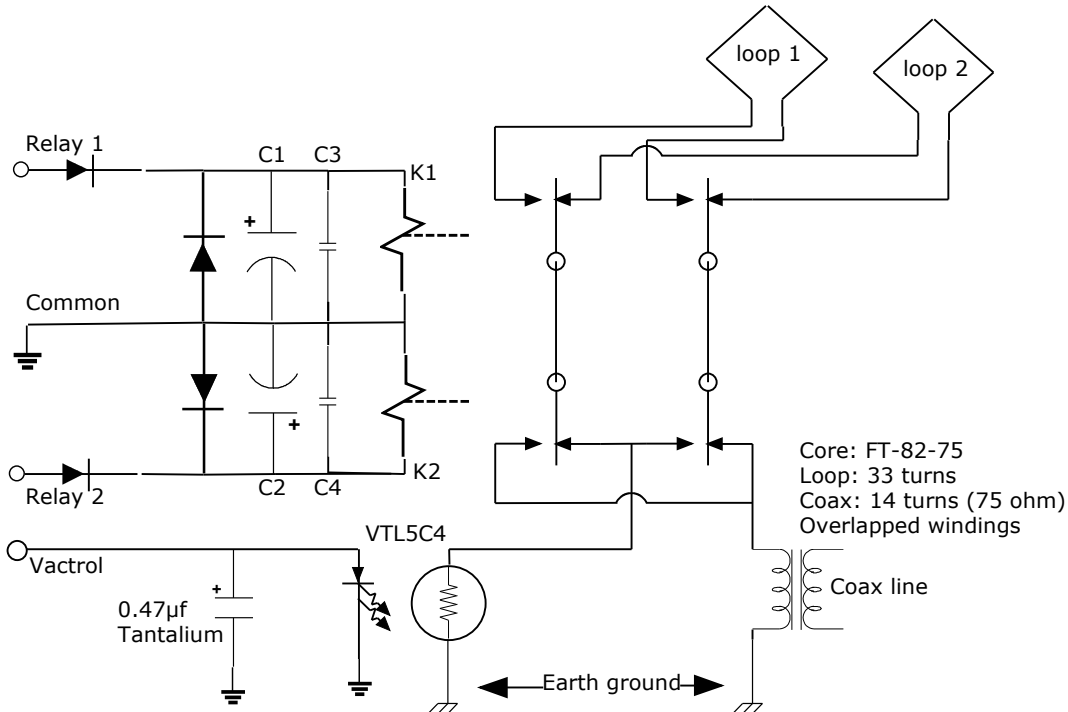 loop 1
loop 2
Relay 1
C1
C3
K1
+
Common
+
K2
Relay 2
C2
C4
Core: FT-82-75
Loop: 33 turns
Coax: 14 turns (75 ohm)
Overlapped windings
VTL5C4
Vactrol
+
0.47µf
Tantalium
Coax line
Earth ground